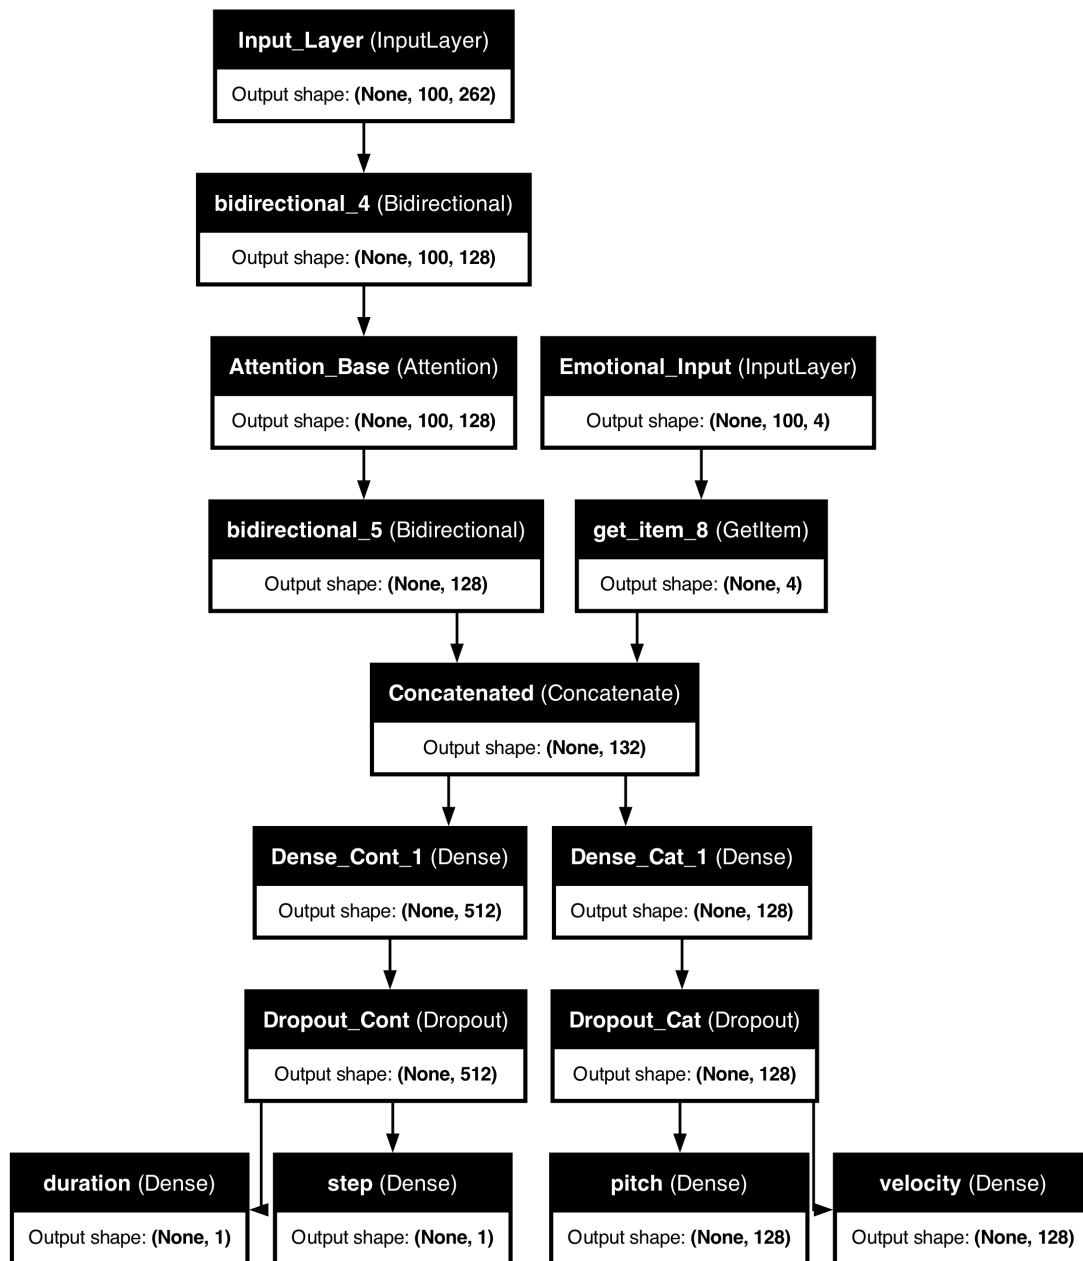 Input_Layer (InputLayer)
Output shape: (None, 100, 262)
bidirectional_4 (Bidirectional)
Output shape: (None, 100, 128)
Attention_Base (Attention)
Output shape: (None, 100, 128)
Emotional_Input (InputLayer)
Output shape: (None, 100, 4)
bidirectional_5 (Bidirectional)
Output shape: (None, 128)
get_item_8 (GetItem)
Output shape: (None, 4)
Concatenated (Concatenate)
Output shape: (None, 132)
Dense_Cont_1 (Dense)
Output shape: (None, 512)
Dense_Cat_1 (Dense)
Output shape: (None, 128)
Dropout_Cont (Dropout)
Output shape: (None, 512)
Dropout_Cat (Dropout)
Output shape: (None, 128)
duration (Dense)
Output shape: (None, 1)
step (Dense)
Output shape: (None, 1)
pitch (Dense)
Output shape: (None, 128)
velocity (Dense)
Output shape: (None, 128)